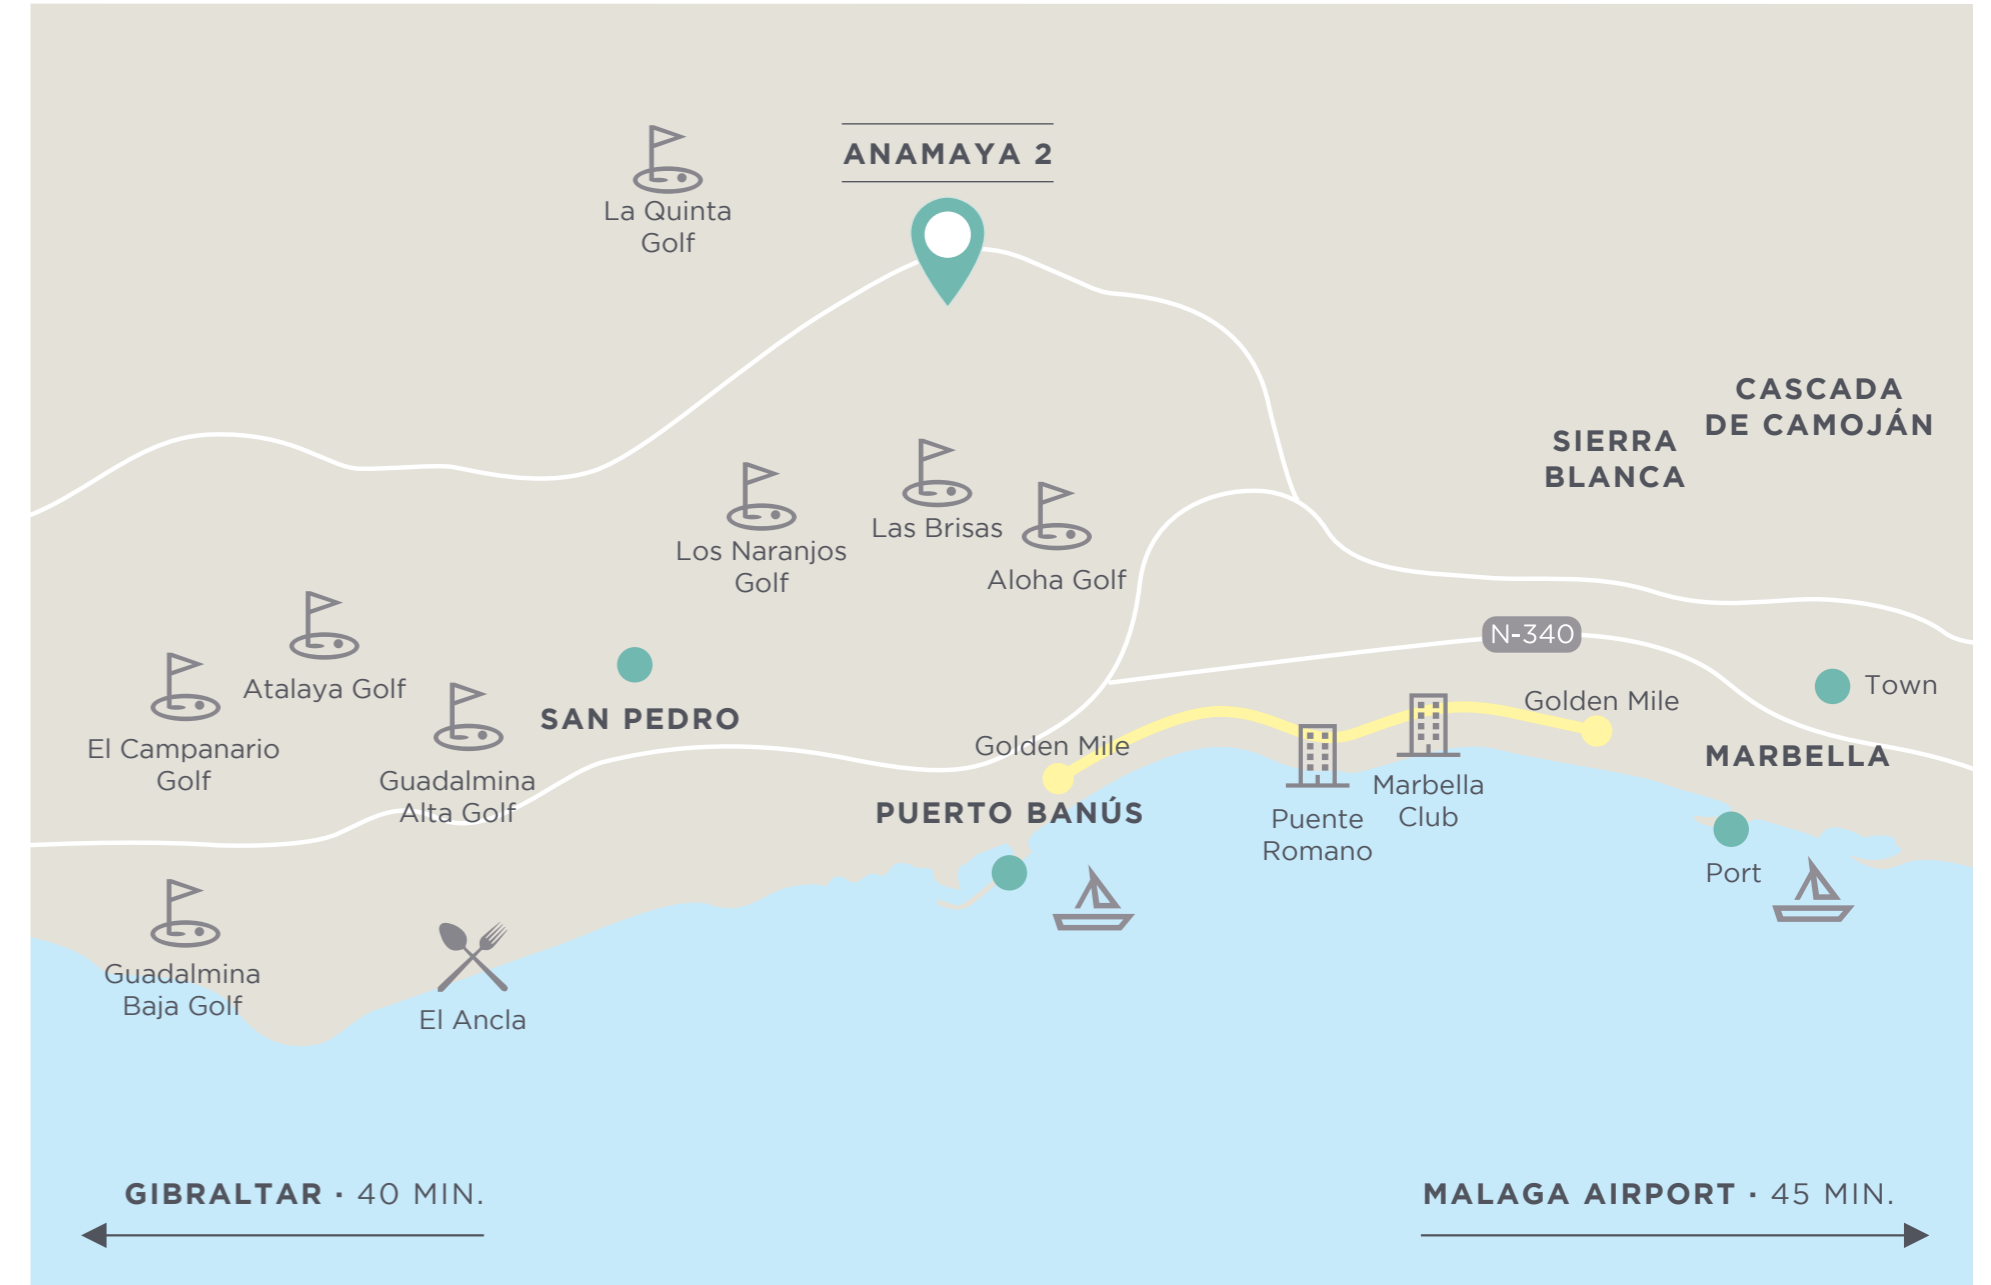 ANAMAYA 2
La Quinta
Golf
CASCADA
DE CAMOJÁN
SIERRA
BLANCA
Las Brisas
Los Naranjos
Golf
Aloha Golf
N-340
Atalaya Golf
Town
Golden Mile
SAN PEDRO
El Campanario
Golf
Golden Mile
MARBELLA
Guadalmina
Alta Golf
PUERTO BANÚS
Marbella
Club
Puente
Romano
Port
Guadalmina
Baja Golf
El Ancla
GIBRALTAR · 40 MIN.
MALAGA AIRPORT · 45 MIN.